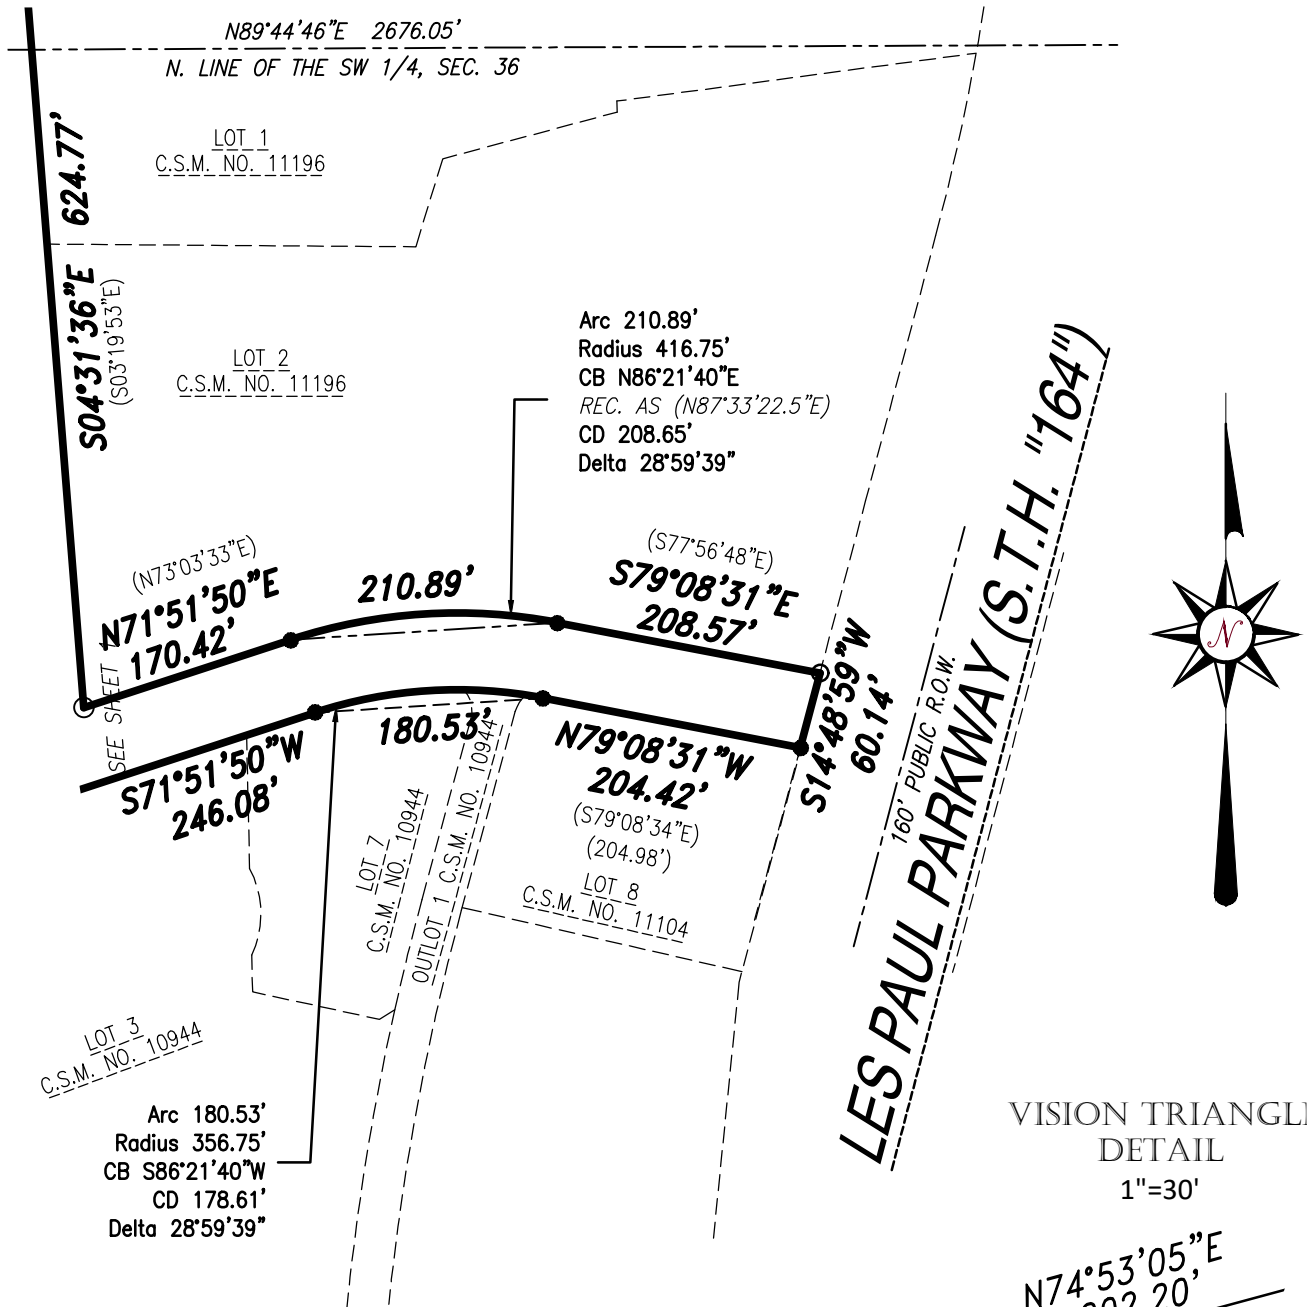 N89°44'46"E 2676.05'
N. LINE OF THE SW 1/4, SEC. 36
LOT 1
C.S.M. NO. 11196
S04°31'36"E 624.77'
(S03°19'53"E)
LOT 2
C.S.M. NO. 11196
Arc 210.89'
Radius 416.75'
CB N86°21'40"E
REC. AS (N87°33'22.5"E)
CD 208.65'
Delta 28°59'39"
(N73°03'33"E)
N71°51'50"E
170.42'
210.89'
(S77°56'48"E)
S79°08'31"E
208.57'
S14°48'59"W
60.14'
SEE SHEET
S71°51'50"W
246.08'
180.53'
N79°08'31"W
204.42'
(S79°08'34"E)
(204.98')
LOT 8
C.S.M. NO. 11104
LOT 7
C.S.M. NO. 10944
OUTLOT 1 C.S.M. NO. 10944
160' PUBLIC R.O.W.
LES PAUL PARKWAY (S.T.H. "164")
N
LOT 3
C.S.M. NO. 10944
Arc 180.53'
Radius 356.75'
CB S86°21'40"W
CD 178.61'
Delta 28°59'39"
VISION TRIANGL
DETAIL
1"=30'
N74°53'05"E